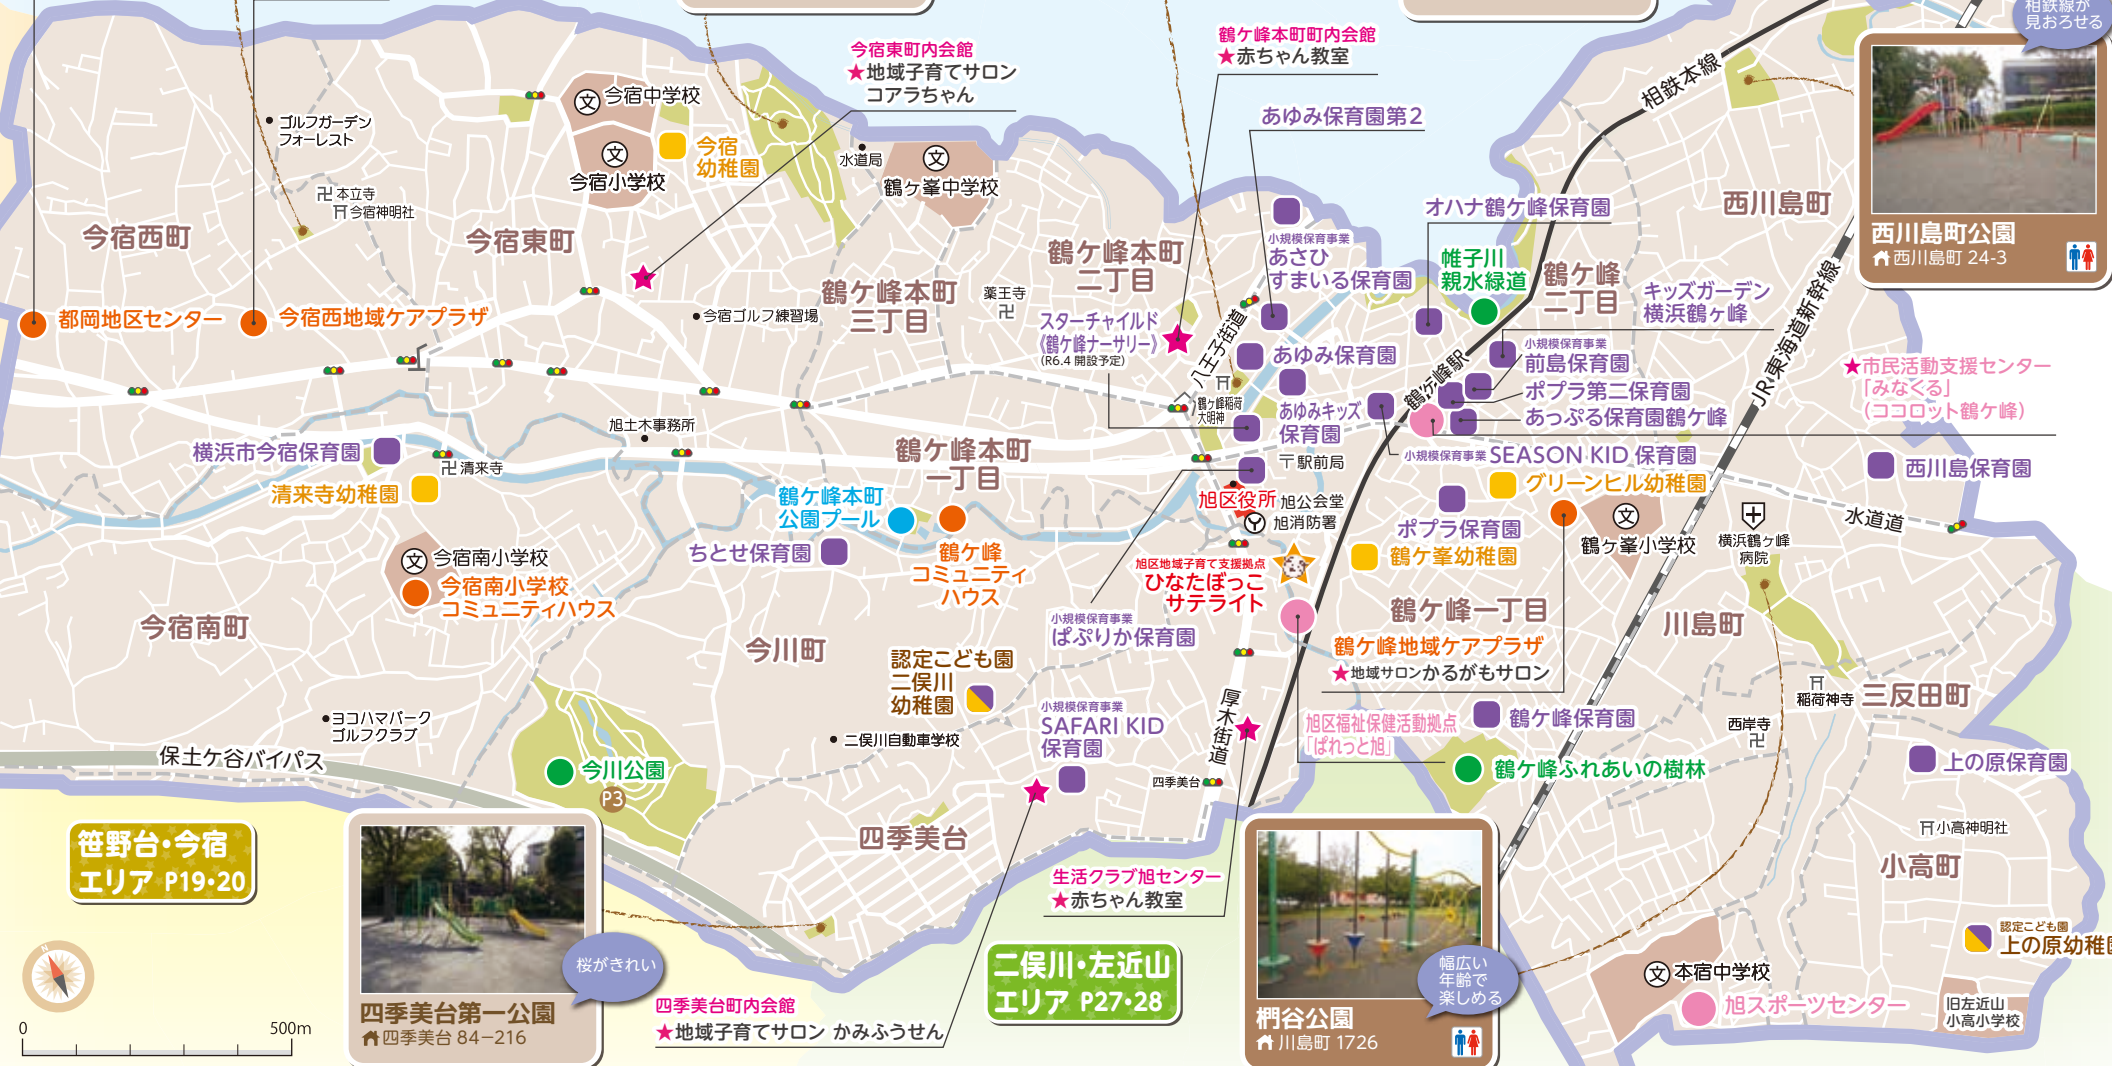 相鉄線が
見おろせる
西川島町公園
西川島町 24-3
今宿東町内会館
★地域子育てサロン
コアラちゃん
鶴ケ峰本町町内会館
★赤ちゃん教室
あゆみ保育園第2
相鉄本線
ゴルフガーデン
フォーレスト
文
今宿中学校
文
今宿小学校
今宿
幼稚園
水道局
文
鶴ケ峯中学校
卍本立寺
今宿神明社
今宿西町
今宿東町
鶴ケ峰本町
二丁目
鶴ケ峰本町
三丁目
薬王寺
卍
今宿ゴルフ練習場
小規模保育事業
あさひ
すまいる保育園
オハナ鶴ケ峰保育園
帷子川
親水緑道
鶴ケ峰
二丁目
西川島町
キッズガーデン
横浜鶴ヶ峰
JR・東海道新幹線
都岡地区センター
今宿西地域ケアプラザ
スターチャイルド
《鶴ケ峰ナーサリー》
(R6.4 開設予定)
八王子街道
鶴ケ峰稲荷
大明神
あゆみ保育園
あゆみキッズ
保育園
鶴ケ峰駅
小規模保育事業
前島保育園
ポプラ第二保育園
あっぷる保育園鶴ケ峰
★市民活動支援センター
「みなくる」
(ココロット鶴ケ峰)
小規模保育事業 SEASON KID 保育園
旭土木事務所
横浜市今宿保育園
卍清来寺
清来寺幼稚園
鶴ケ峰本町
一丁目
〒駅前局
旭区役所
旭公会堂
旭消防署
グリーンヒル幼稚園
ポプラ保育園
鶴ケ峯幼稚園
西川島保育園
水道道
文
鶴ケ峯小学校
横浜鶴ヶ峰
病院
鶴ケ峰本町
公園プール
ちとせ保育園
鶴ケ峰
コミュニティ
ハウス
文
今宿南小学校
今宿南小学校
コミュニティハウス
今宿南町
旭区地域子育て支援拠点
ひなたぼっこ
サテライト
小規模保育事業
ぱぷりか保育園
鶴ケ峰一丁目
川島町
鶴ケ峰地域ケアプラザ
★地域サロンかるがもサロン
今川町
認定こども園
二俣川
幼稚園
小規模保育事業
SAFARI KID
保育園
厚木街道
旭区福祉保健活動拠点
「ぱれっと旭」
鶴ケ峰保育園
鶴ケ峰ふれあいの樹林
稲荷神寺
三反田町
西岸寺
卍
上の原保育園
ヨコハマパーク
ゴルフクラブ
保土ケ谷バイパス
今川公園
P3
二俣川自動車学校
四季美台
四季美台
小高神明社
小高町
笹野台・今宿
エリア P19・20
N
0
500m
桜がきれい
四季美台第一公園
四季美台 84−216
生活クラブ旭センター
★赤ちゃん教室
四季美台町内会館
★地域子育てサロン かみふうせん
二俣川・左近山
エリア P27・28
幅広い
年齢で
楽しめる
椚谷公園
川島町 1726
文
本宿中学校
旭スポーツセンター
認定こども園
上の原幼稚園
旧左近山
小高小学校